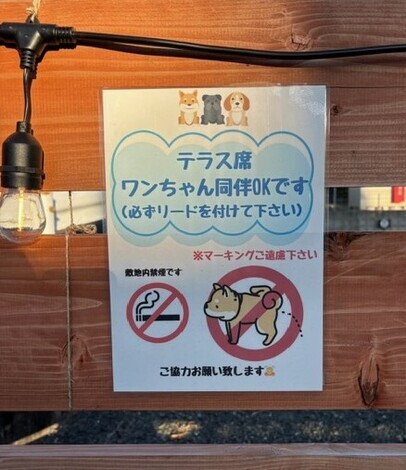 テラス席
ワンちゃん同伴OKです
(必ずリードを付けて下さい)
※マーキングご遠慮下さい
敷地内禁煙です
ご協力お願い致します